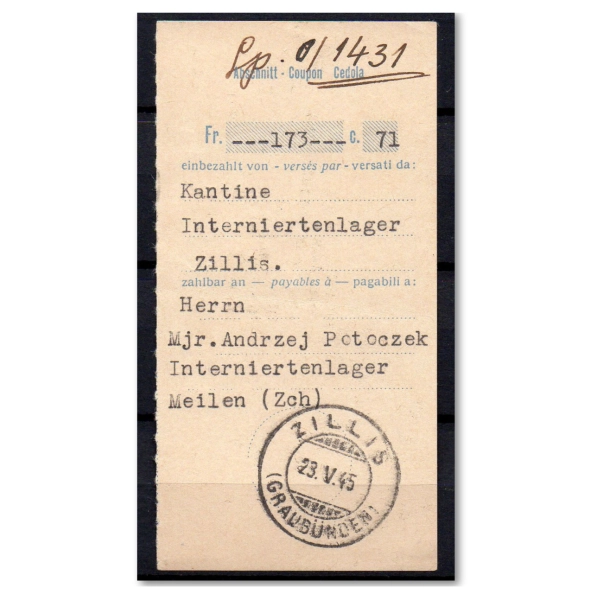 Sp. 0/1431
Abschnitt - Coupon Cedola
Fr. ---173--- c. 71
einbezahlt von - versés par - versati da:
Kantine
Interniertenlager
Zillis.
zahlbar an — payables à — pagabili a:
Herrn
Mjr.Andrzej Potoczek
Interniertenlager
Meilen (Zch)
ZILLIS
23.V.45
(GRAUBÜNDEN)